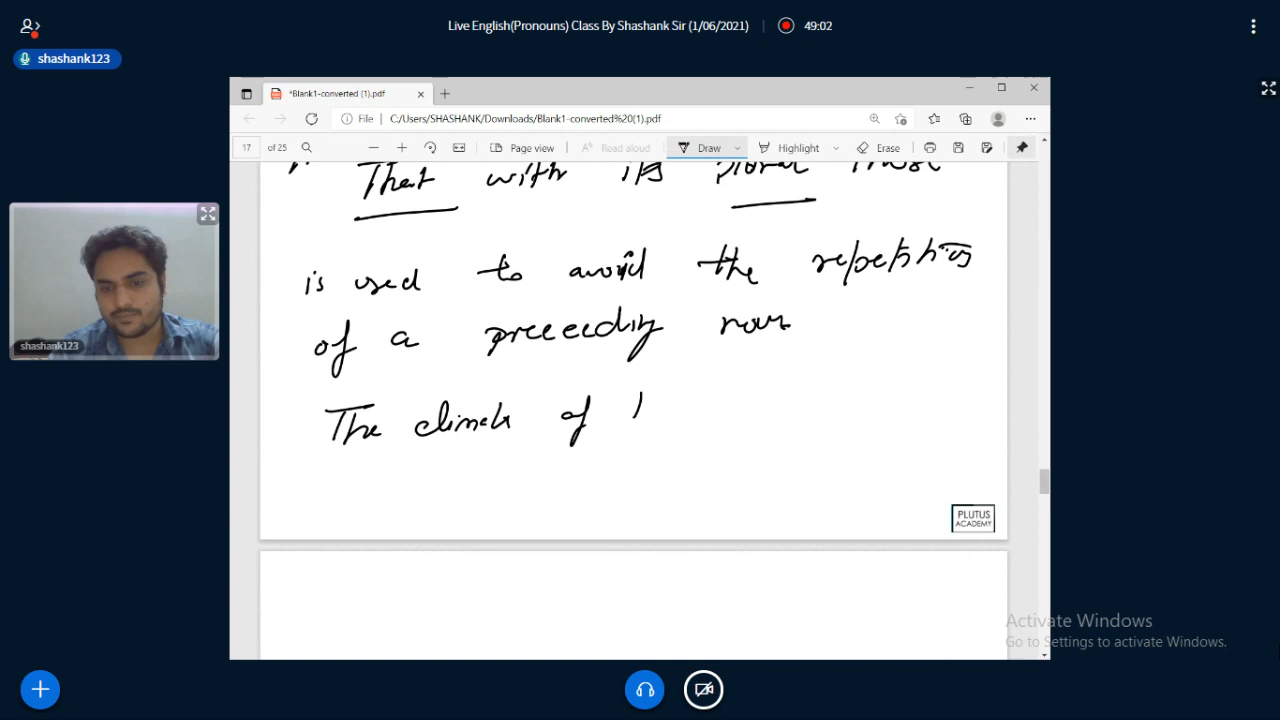 Live English(Pronouns) Class By Shashank Sir (1/06/2021) 49:02
shashank123
*Blank1-converted (1).pdf
File C:/Users/SHASHANK/Downloads/Blank1-converted%20(1).pdf
17 of 25 Page view Read aloud Draw Highlight Erase
That with its plural those
is used to avoid the
of a noun
shashank123
The of
PLUTUS
ACADEMY
Activate Windows
Go to Settings to activate Windows.